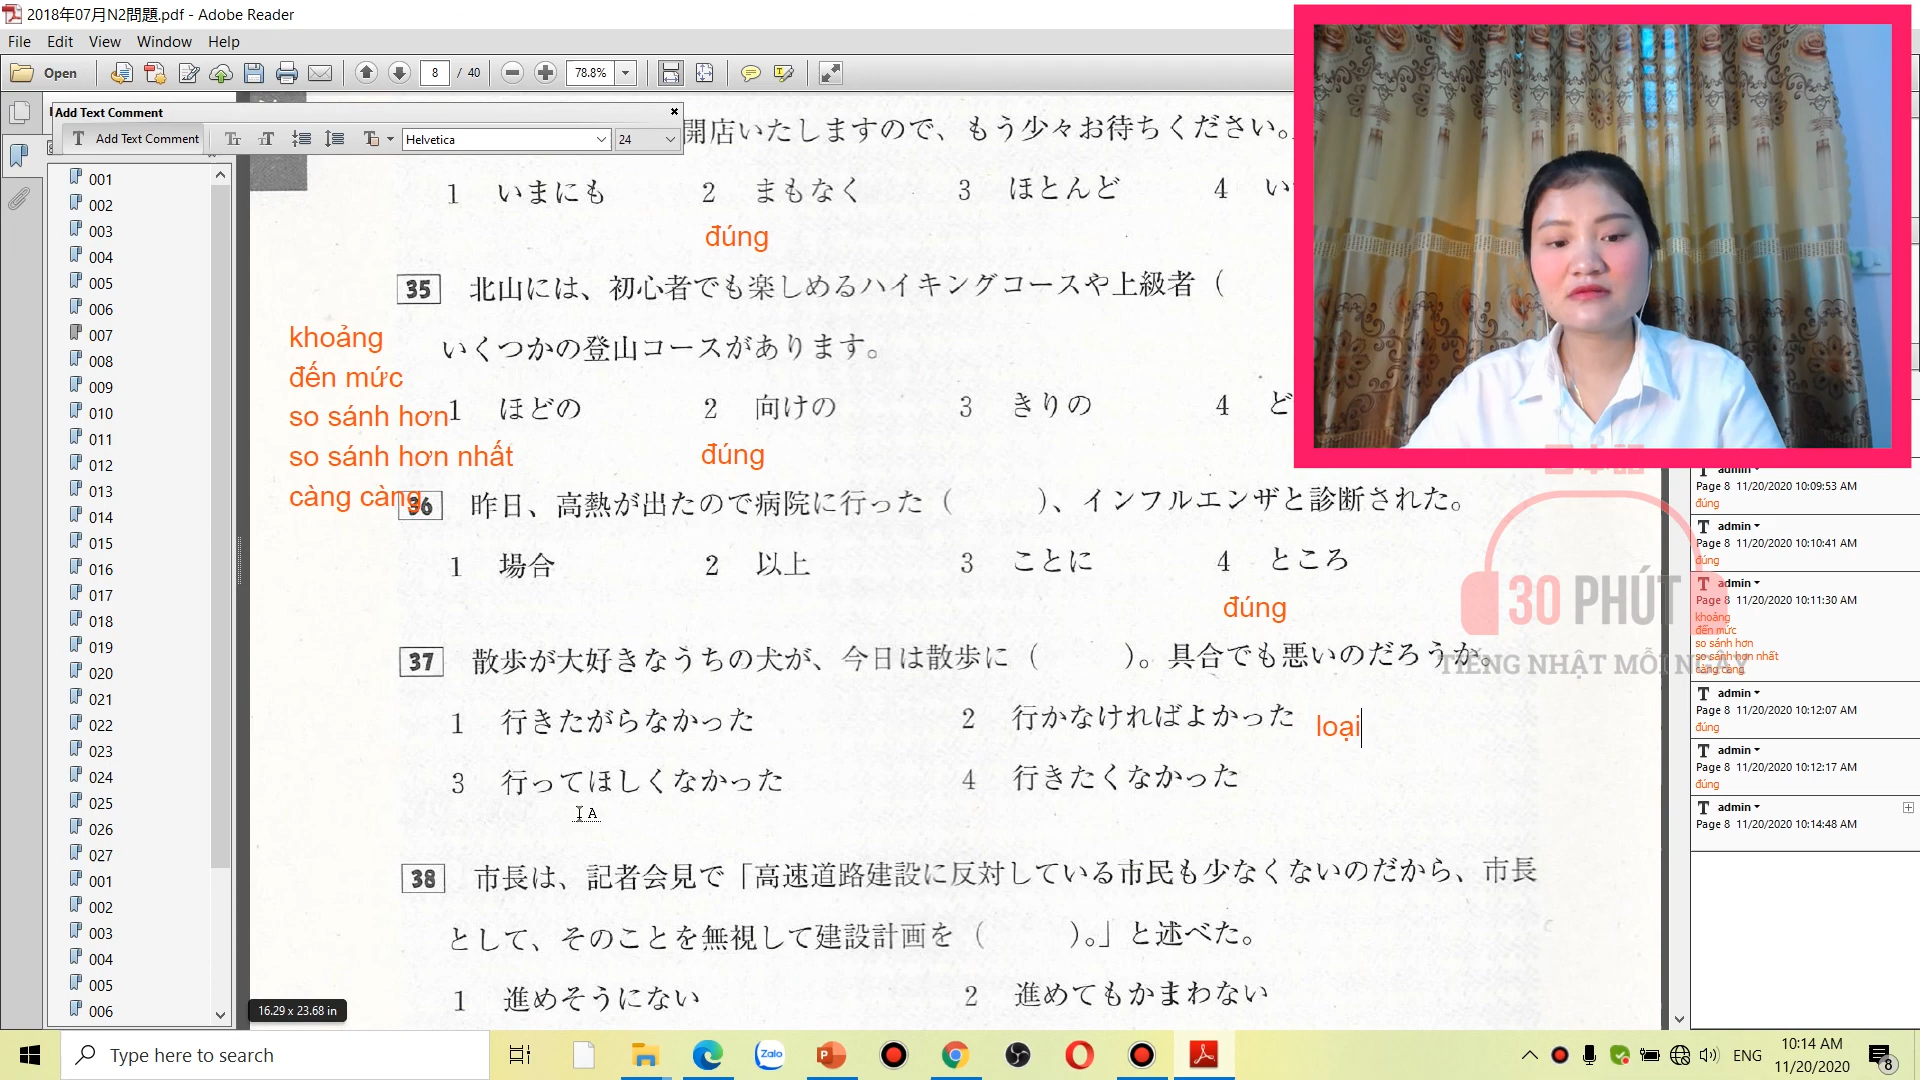 2018年07月N2問題.pdf - Adobe Reader
File Edit View Window Help
Open 8 / 40 78.8%
Add Text Comment
Add Text Comment Helvetica 24
開店いたしますので、もう少々お待ちください。
1 いまにも 2 まもなく 3 ほとんど 4 い
đúng
35 北山には、初心者でも楽しめるハイキングコースや上級者（
いくつかの登山コースがあります。
khoảng
đến mức
so sánh hơn
so sánh hơn nhất
càng càng
1 ほどの 2 向けの 3 きりの 4 ど
đúng
36 昨日、高熱が出たので病院に行った（ ）、インフルエンザと診断された。
1 場合 2 以上 3 ことに 4 ところ
đúng
37 散歩が大好きなうちの犬が、今日は散歩に（ ）。具合でも悪いのだろうか。
1 行きたがらなかった 2 行かなければよかった loại
3 行ってほしくなかった 4 行きたくなかった
38 市長は、記者会見で「高速道路建設に反対している市民も少なくないのだから、市長
として、そのことを無視して建設計画を（ ）。」と述べた。
1 進めそうにない 2 進めてもかまわない
001
002
003
004
005
006
007
008
009
010
011
012
013
014
015
016
017
018
019
020
021
022
023
024
025
026
027
001
002
003
004
005
006
16.29 x 23.68 in
admin
Page 8 11/20/2020 10:09:53 AM
đúng
admin
Page 8 11/20/2020 10:10:41 AM
đúng
admin
Page 8 11/20/2020 10:11:30 AM
khoảng
đến mức
so sánh hơn
so sánh hơn nhất
càng càng
admin
Page 8 11/20/2020 10:12:07 AM
đúng
admin
Page 8 11/20/2020 10:12:17 AM
đúng
admin
Page 8 11/20/2020 10:14:48 AM
30 PHÚT
TIẾNG NHẬT MỖI NGÀY
Type here to search
Zalo
ENG
10:14 AM
11/20/2020
8